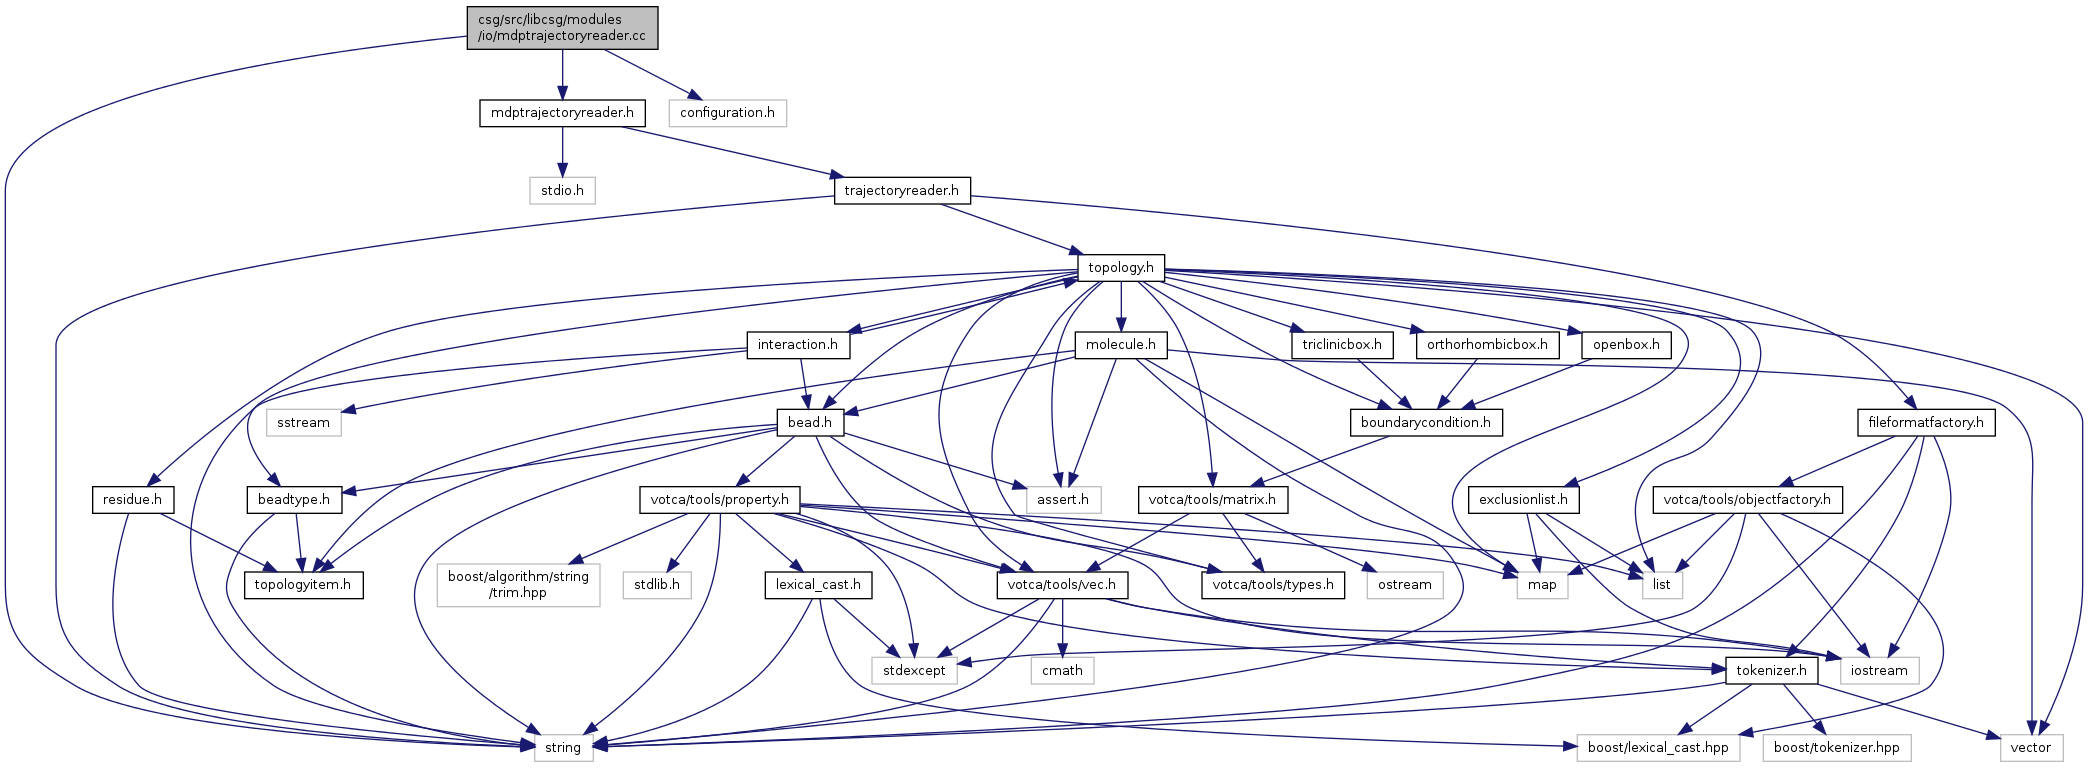 csg/src/libcsg/modules
/io/mdptrajectoryreader.cc
mdptrajectoryreader.h
configuration.h
stdio.h
trajectoryreader.h
topology.h
interaction.h
molecule.h
triclinicbox.h
orthorhombicbox.h
openbox.h
sstream
bead.h
boundarycondition.h
fileformatfactory.h
residue.h
beadtype.h
votca/tools/property.h
assert.h
votca/tools/matrix.h
exclusionlist.h
votca/tools/objectfactory.h
topologyitem.h
boost/algorithm/string
/trim.hpp
stdlib.h
lexical_cast.h
votca/tools/vec.h
votca/tools/types.h
ostream
map
list
stdexcept
cmath
tokenizer.h
iostream
string
boost/lexical_cast.hpp
boost/tokenizer.hpp
vector